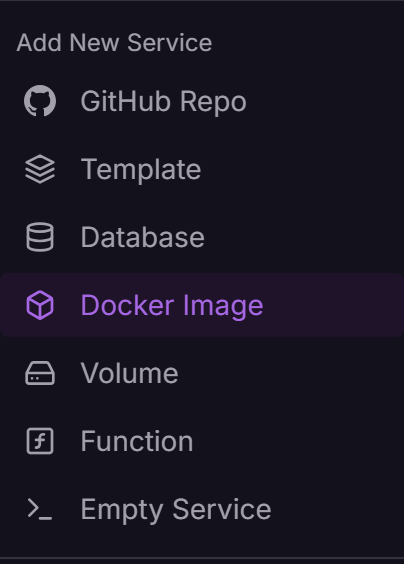 Add New Service
GitHub Repo
Template
Database
Docker Image
Volume
Function
Empty Service